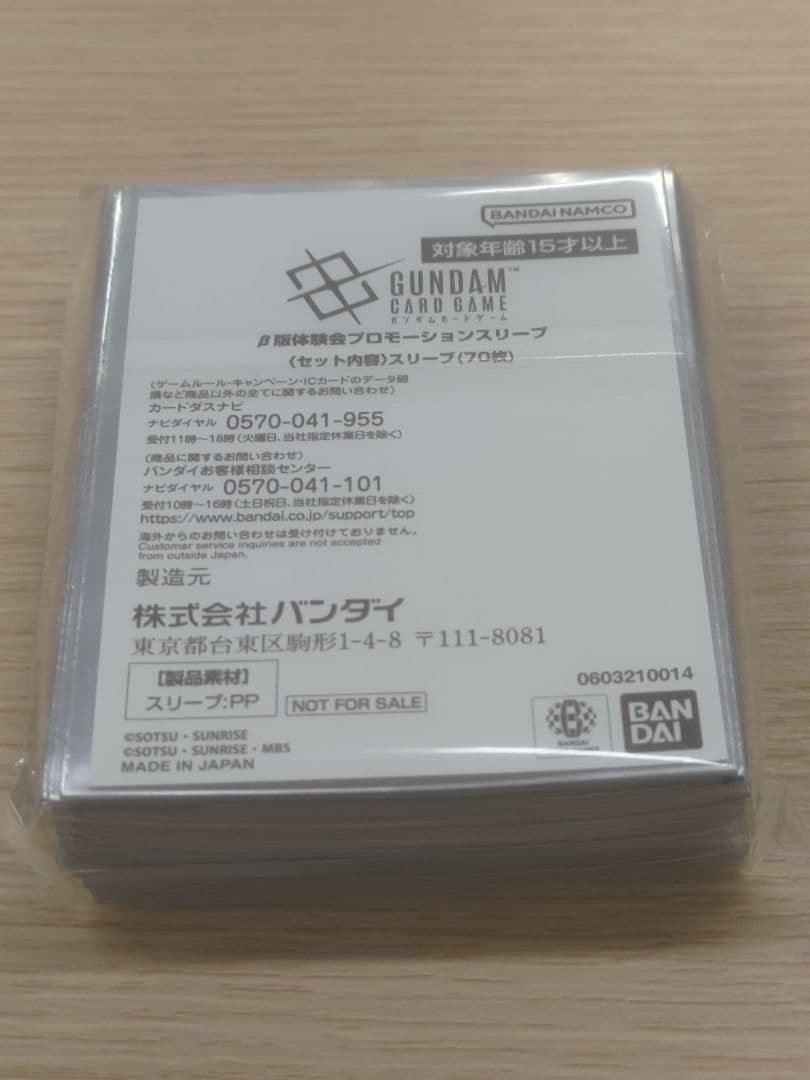 BANDAI NAMCO
対象年齢15才以上
GUNDAM™
CARD GAME
ガンダムカードゲーム
β版体験会プロモーションスリーブ
〈セット内容〉スリーブ(70枚)
(ゲームルール・キャンペーン・ICカードのデータ破
損など商品以外の全てに関するお問い合わせ)
カードダスナビ
ナビダイヤル 0570-041-955
受付11時～18時(火曜日、当社指定休業日を除く)
(商品に関するお問い合わせ)
バンダイお客様相談センター
ナビダイヤル 0570-041-101
受付10時～16時(土日祝日、当社指定休業日を除く)
https://www.bandai.co.jp/support/top
海外からのお問い合わせは受け付けておりません。
Customer service inquiries are not accepted
from outside Japan.
製造元
株式会社バンダイ
東京都台東区駒形1-4-8 〒111-8081
[製品素材]
スリーブ:PP
NOT FOR SALE
0603210014
BANDAI
BAN
DAI
©SOTSU・SUNRISE
©SOTSU・SUNRISE・MBS
MADE IN JAPAN